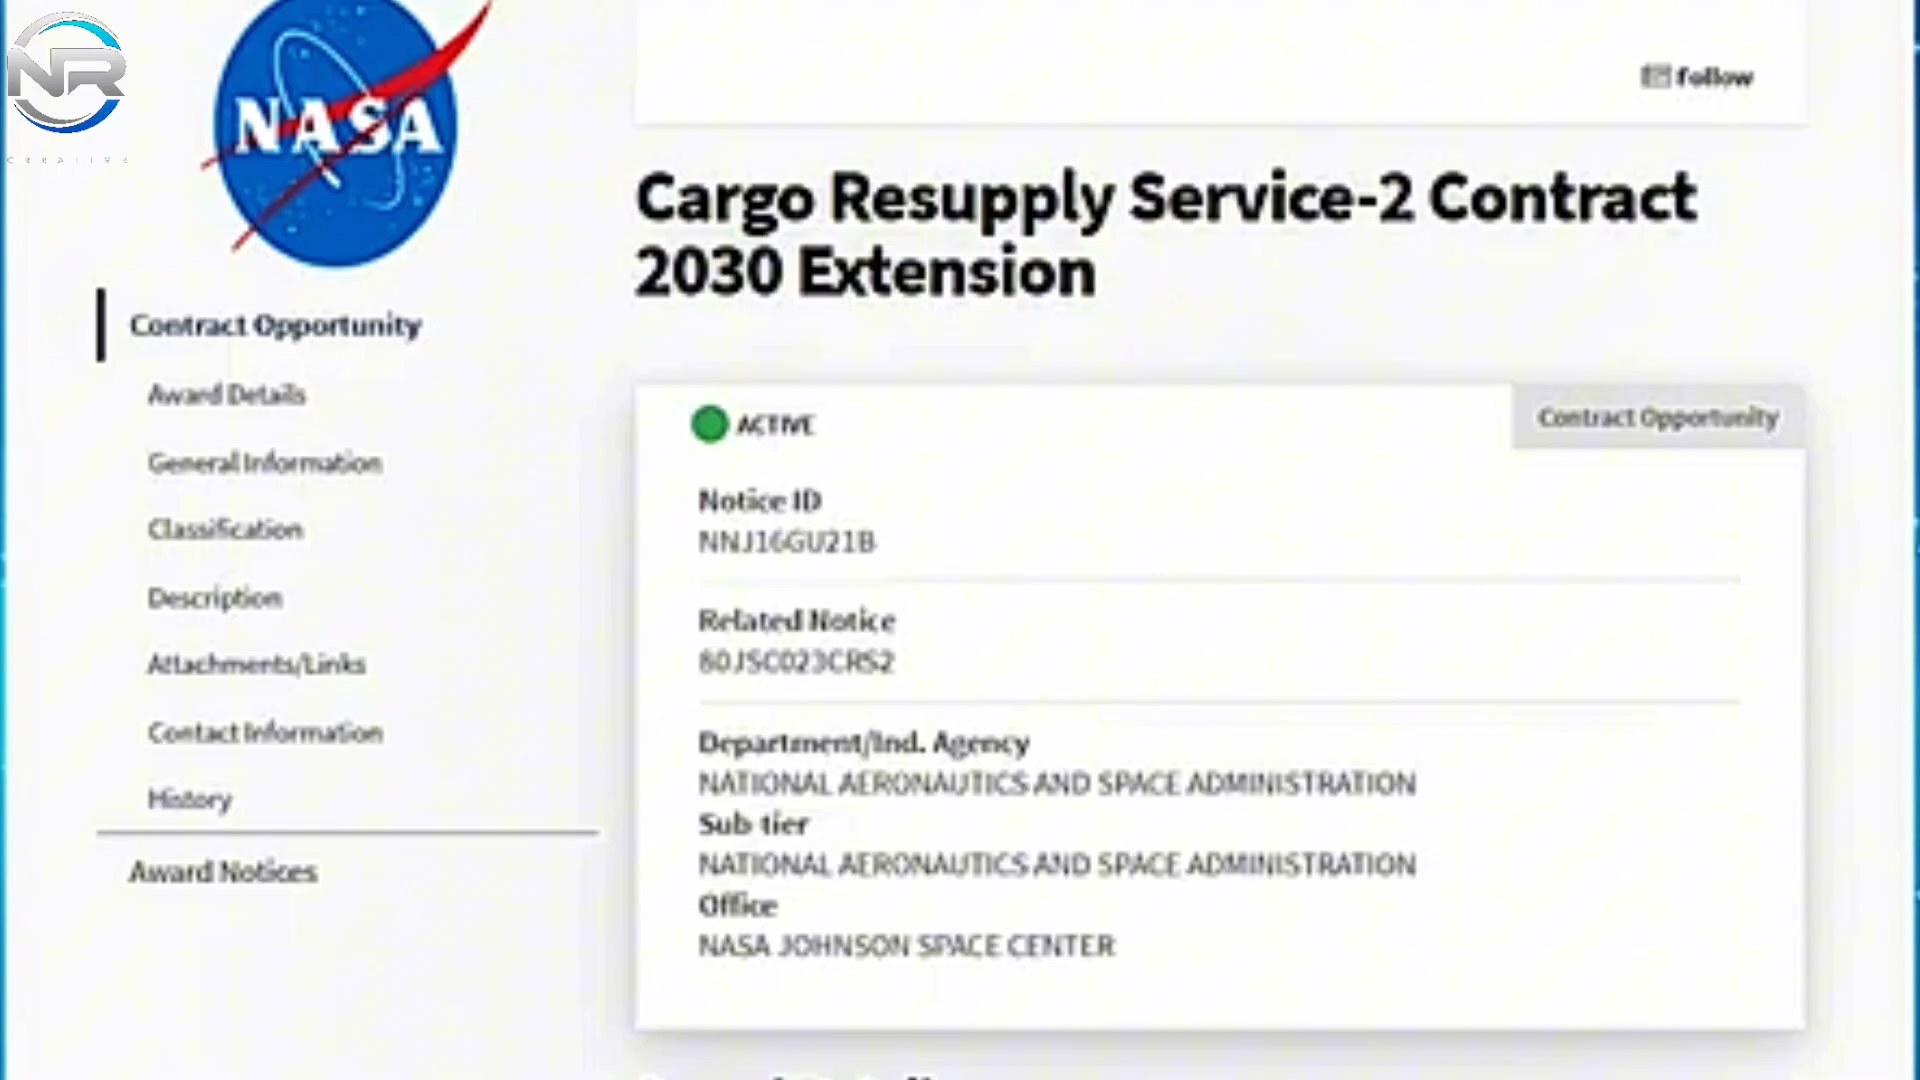 NR
CREATIVE
NASA
Follow
Cargo Resupply Service-2 Contract
2030 Extension
Contract Opportunity
Award Details
General Information
Classification
Description
Attachments/Links
Contact Information
History
Award Notices
ACTIVE
Contract Opportunity
Notice ID
NNJ16GU21B
Related Notice
80JSC023CRS2
Department/Ind. Agency
NATIONAL AERONAUTICS AND SPACE ADMINISTRATION
Sub tier
NATIONAL AERONAUTICS AND SPACE ADMINISTRATION
Office
NASA JOHNSON SPACE CENTER